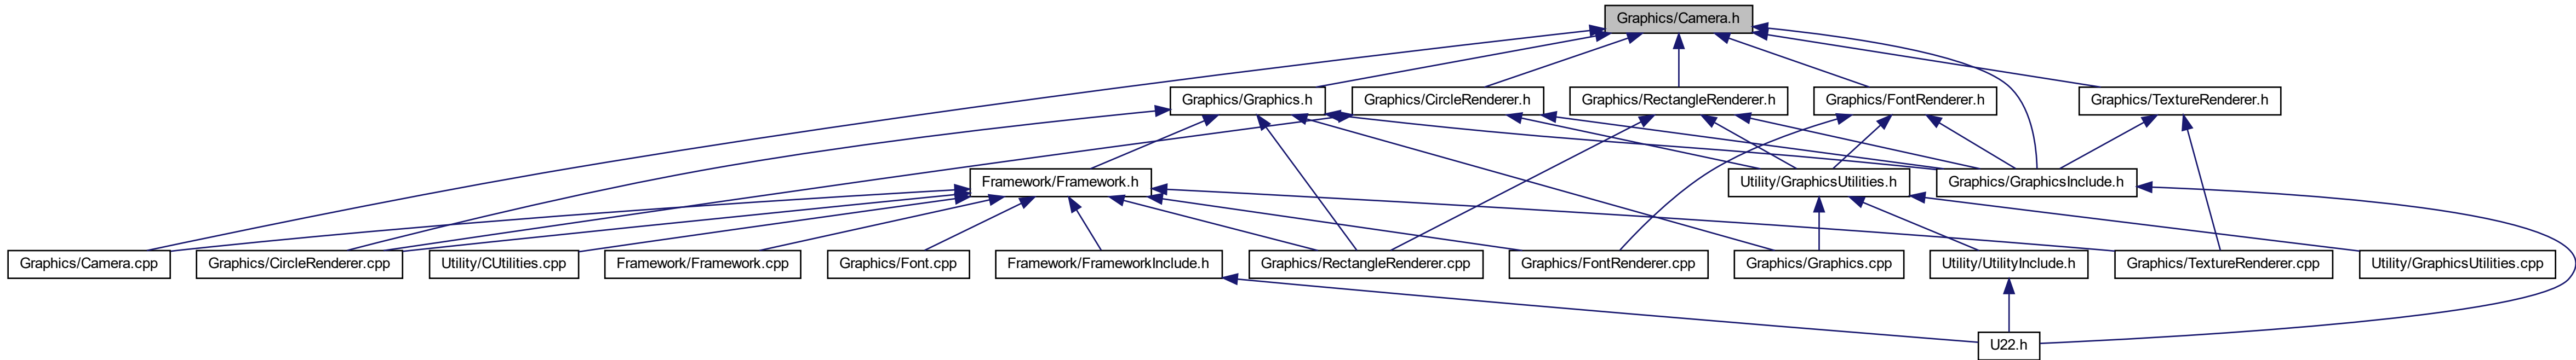 Graphics/Camera.h
Graphics/Graphics.h
Graphics/CircleRenderer.h
Graphics/RectangleRenderer.h
Graphics/FontRenderer.h
Graphics/TextureRenderer.h
Framework/Framework.h
Utility/GraphicsUtilities.h
Graphics/GraphicsInclude.h
Graphics/Camera.cpp
Graphics/CircleRenderer.cpp
Utility/CUtilities.cpp
Framework/Framework.cpp
Graphics/Font.cpp
Framework/FrameworkInclude.h
Graphics/RectangleRenderer.cpp
Graphics/FontRenderer.cpp
Graphics/Graphics.cpp
Utility/UtilityInclude.h
Graphics/TextureRenderer.cpp
Utility/GraphicsUtilities.cpp
U22.h